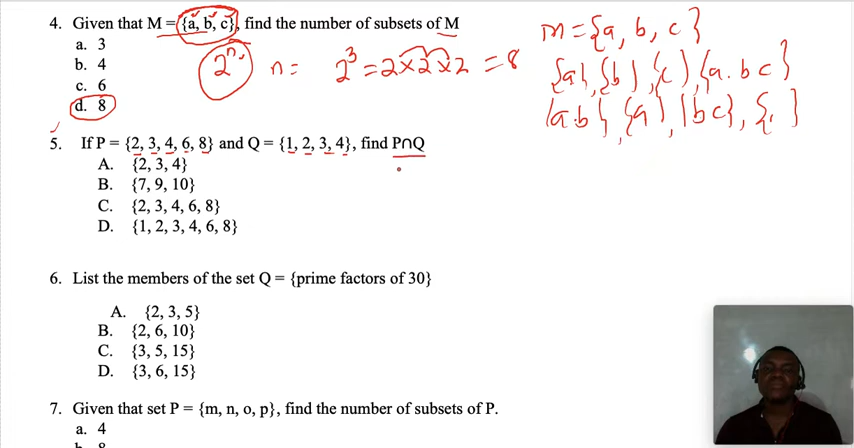 4. Given that M = {a, b, c}, find the number of subsets of M
a. 3
b. 4
c. 6
d. 8
2ⁿ n = 2³ = 2×2×2 = 8
m = {a, b, c}
{a}, {b}, {c}, {a.b c}
{a.b}, {a}, {b c}, { }
5. If P = {2, 3, 4, 6, 8} and Q = {1, 2, 3, 4}, find P∩Q
A. {2, 3, 4}
B. {7, 9, 10}
C. {2, 3, 4, 6, 8}
D. {1, 2, 3, 4, 6, 8}
6. List the members of the set Q = {prime factors of 30}
A. {2, 3, 5}
B. {2, 6, 10}
C. {3, 5, 15}
D. {3, 6, 15}
7. Given that set P = {m, n, o, p}, find the number of subsets of P.
a. 4